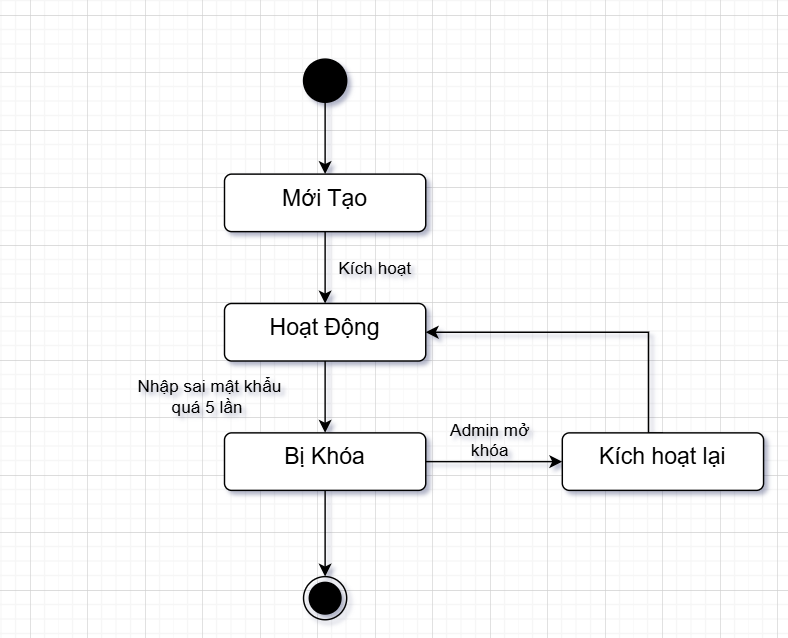 Mới Tạo
Kích hoạt
Hoạt Động
Nhập sai mật khẩu
quá 5 lần
Bị Khóa
Admin mở
khóa
Kích hoạt lại